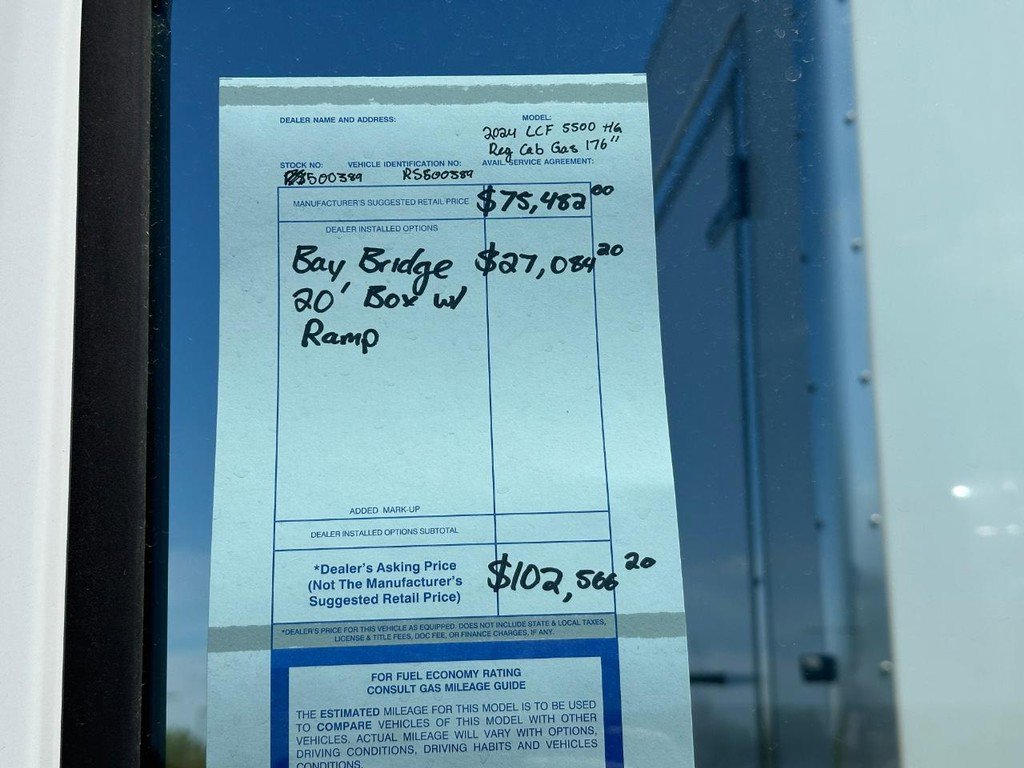 DEALER NAME AND ADDRESS:
MODEL:
2024 LCF 5500 HG
Reg Cab Gas 176"
STOCK NO:
VEHICLE IDENTIFICATION NO:
AVAIL. SERVICE AGREEMENT:
RS500389
RS500389
MANUFACTURER'S SUGGESTED RETAIL PRICE
$75,482 00
DEALER INSTALLED OPTIONS
Bay Bridge
$27,084 20
20' Box w/
Ramp
ADDED MARK-UP
DEALER INSTALLED OPTIONS SUBTOTAL
*Dealer's Asking Price
(Not The Manufacturer's
Suggested Retail Price)
$102,566 20
*DEALER'S PRICE FOR THIS VEHICLE AS EQUIPPED. DOES NOT INCLUDE STATE & LOCAL TAXES,
LICENSE & TITLE FEES, DOC FEE, OR FINANCE CHARGES, IF ANY.
FOR FUEL ECONOMY RATING
CONSULT GAS MILEAGE GUIDE
THE ESTIMATED MILEAGE FOR THIS MODEL IS TO BE USED
TO COMPARE VEHICLES OF THIS MODEL WITH OTHER
VEHICLES. ACTUAL MILEAGE WILL VARY WITH OPTIONS,
DRIVING CONDITIONS, DRIVING HABITS AND VEHICLES
CONDITIONS.